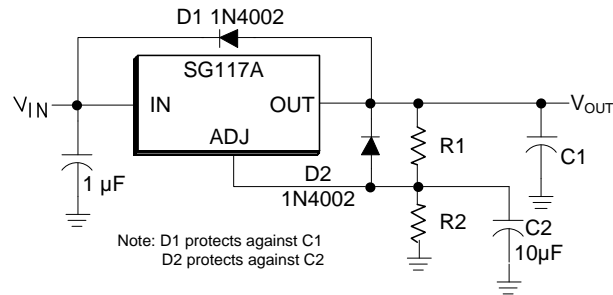 D1 1N4002
SG117A
VIN
IN
OUT
VOUT
ADJ
R1
C1
1 µF
D2
1N4002
R2
C2
10µF
Note: D1 protects against C1
D2 protects against C2